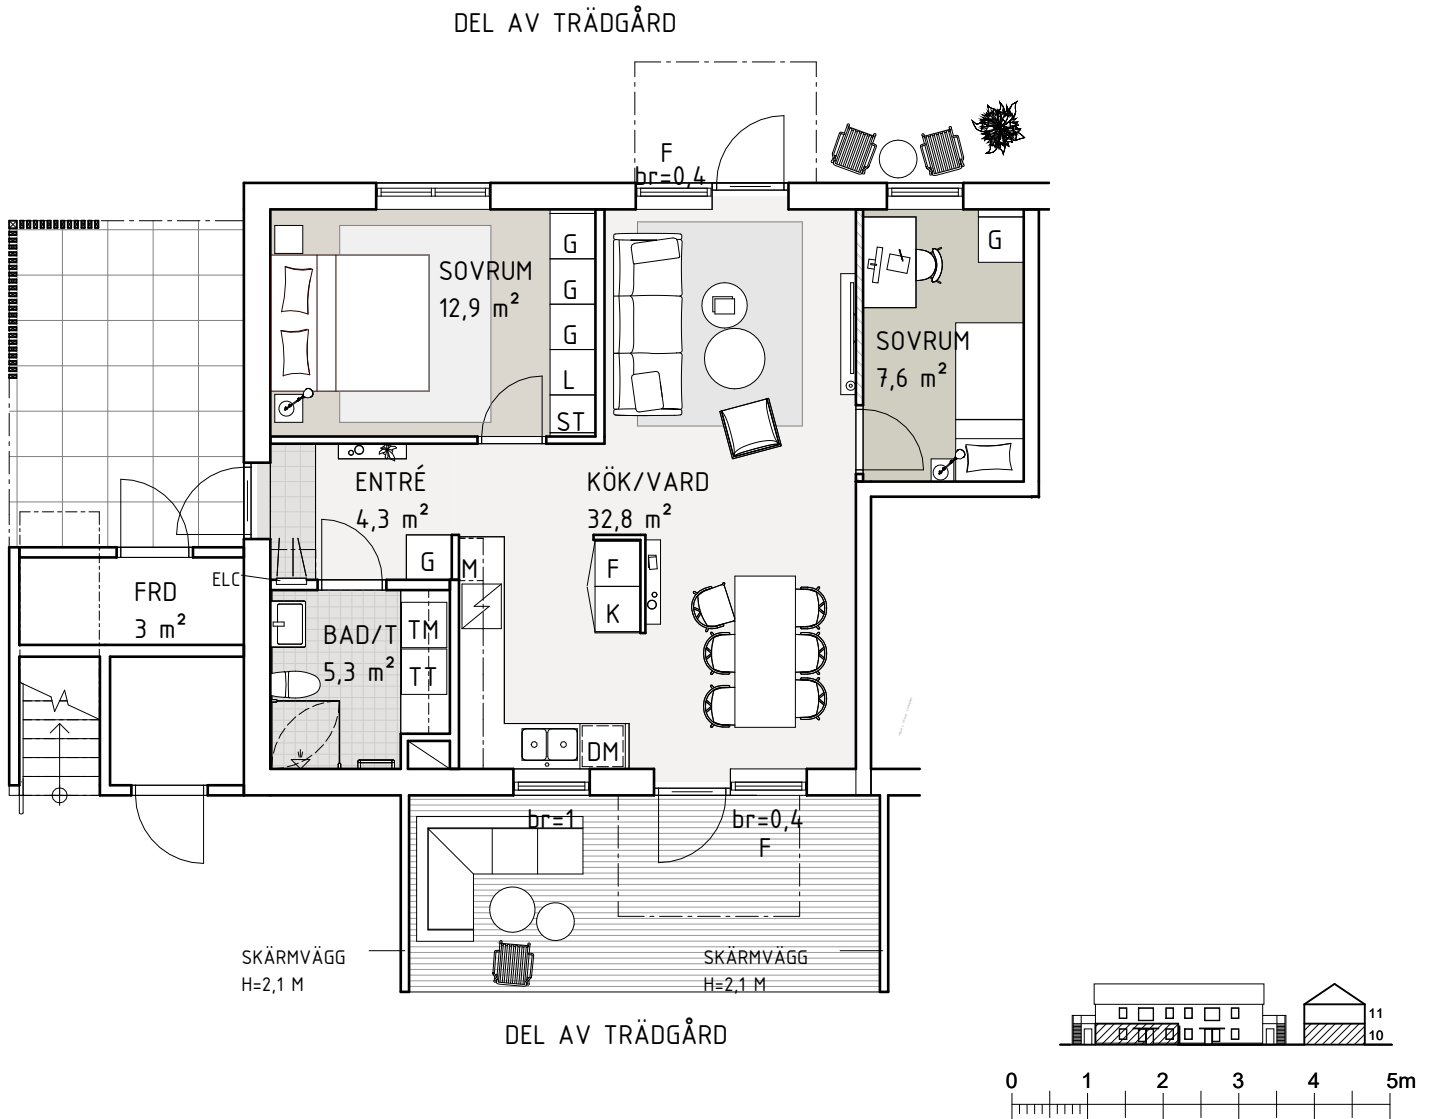 DEL AV TRÄDGÅRD
F
br=0,4
G
SOVRUM
12,9 m²
G
G
G
L
ST
SOVRUM
7,6 m²
ENTRÉ
4,3 m²
KÖK/VARD
32,8 m²
G
M
F
K
ELC
FRD
3 m²
BAD/T
5,3 m²
TM
TT
DM
br=1
br=0,4
F
SKÄRMVÄGG
H=2,1 M
SKÄRMVÄGG
H=2,1 M
DEL AV TRÄDGÅRD
11
10
0 1 2 3 4 5m